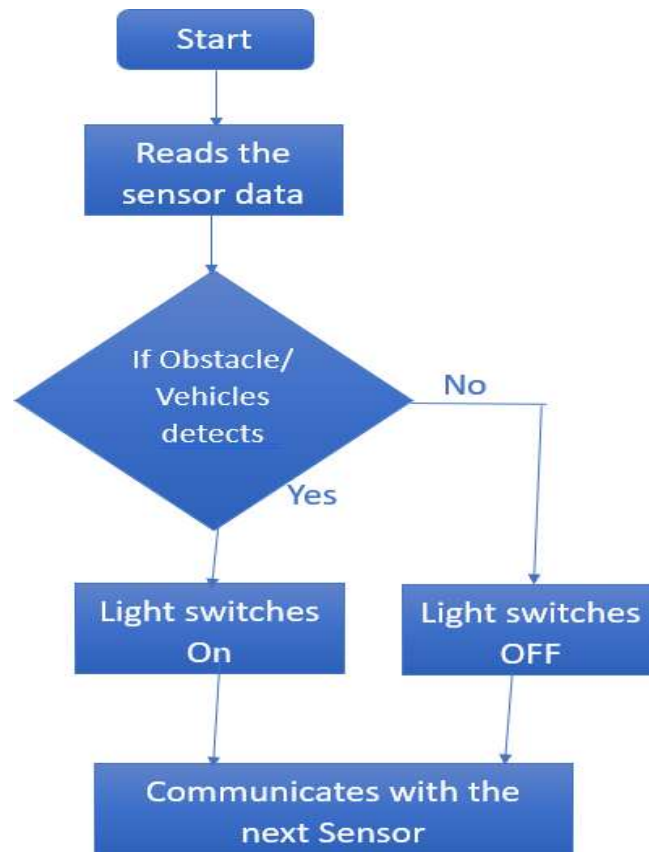 Start
Reads the
sensor data
If Obstacle/
Vehicles
detects
No
Yes
Light switches
On
Light switches
OFF
Communicates with the
next Sensor